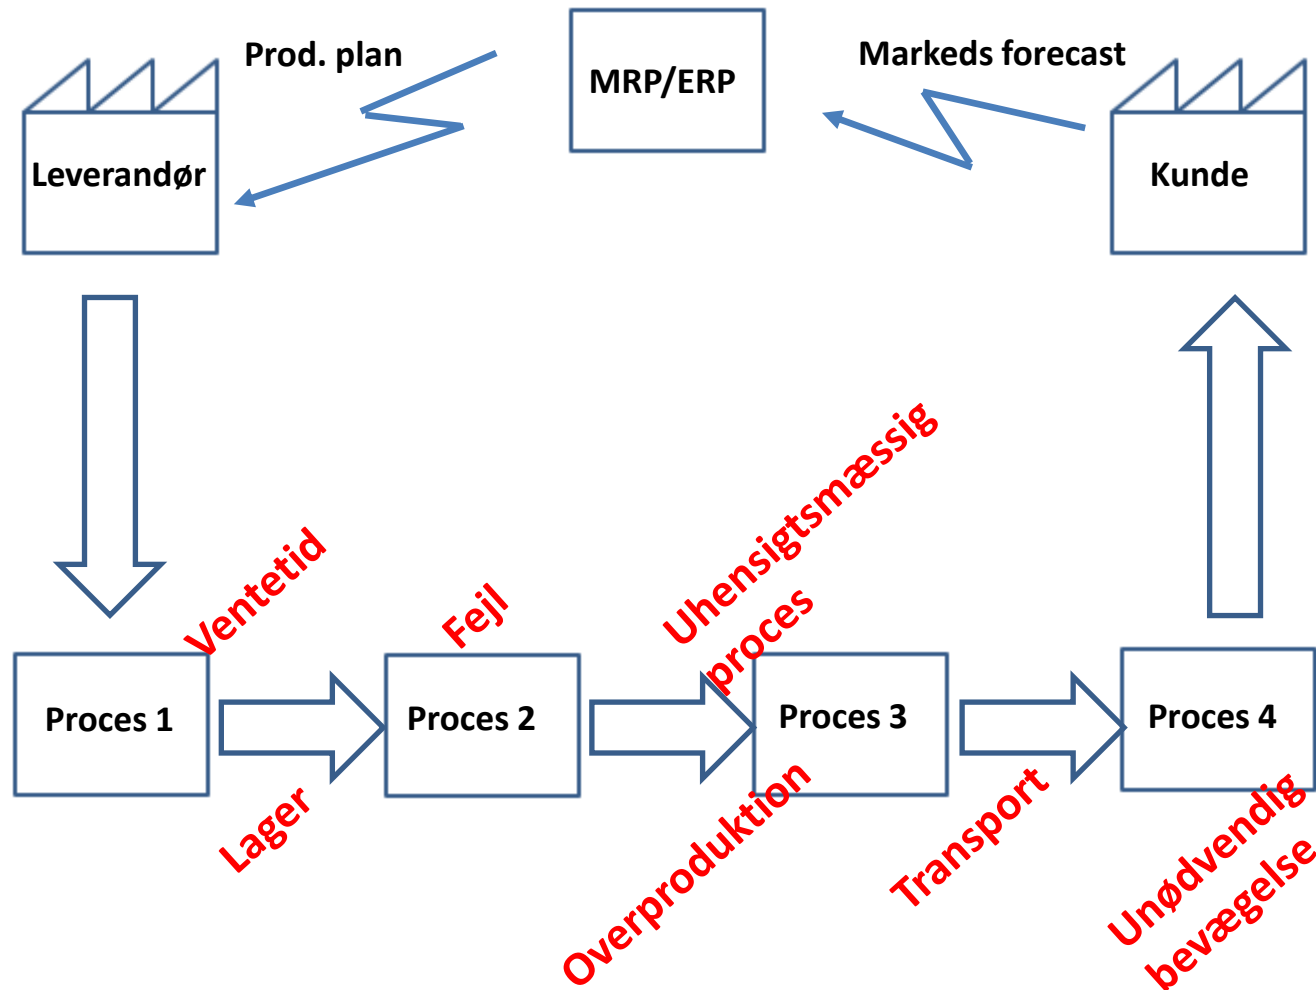 Prod. plan
MRP/ERP
Markeds forecast
Leverandør
Kunde
Ventetid
Fejl
Uhensigtsmæssig
proces
Proces 1
Proces 2
Proces 3
Proces 4
Lager
Overproduktion
Transport
Unødvendig
bevægelse